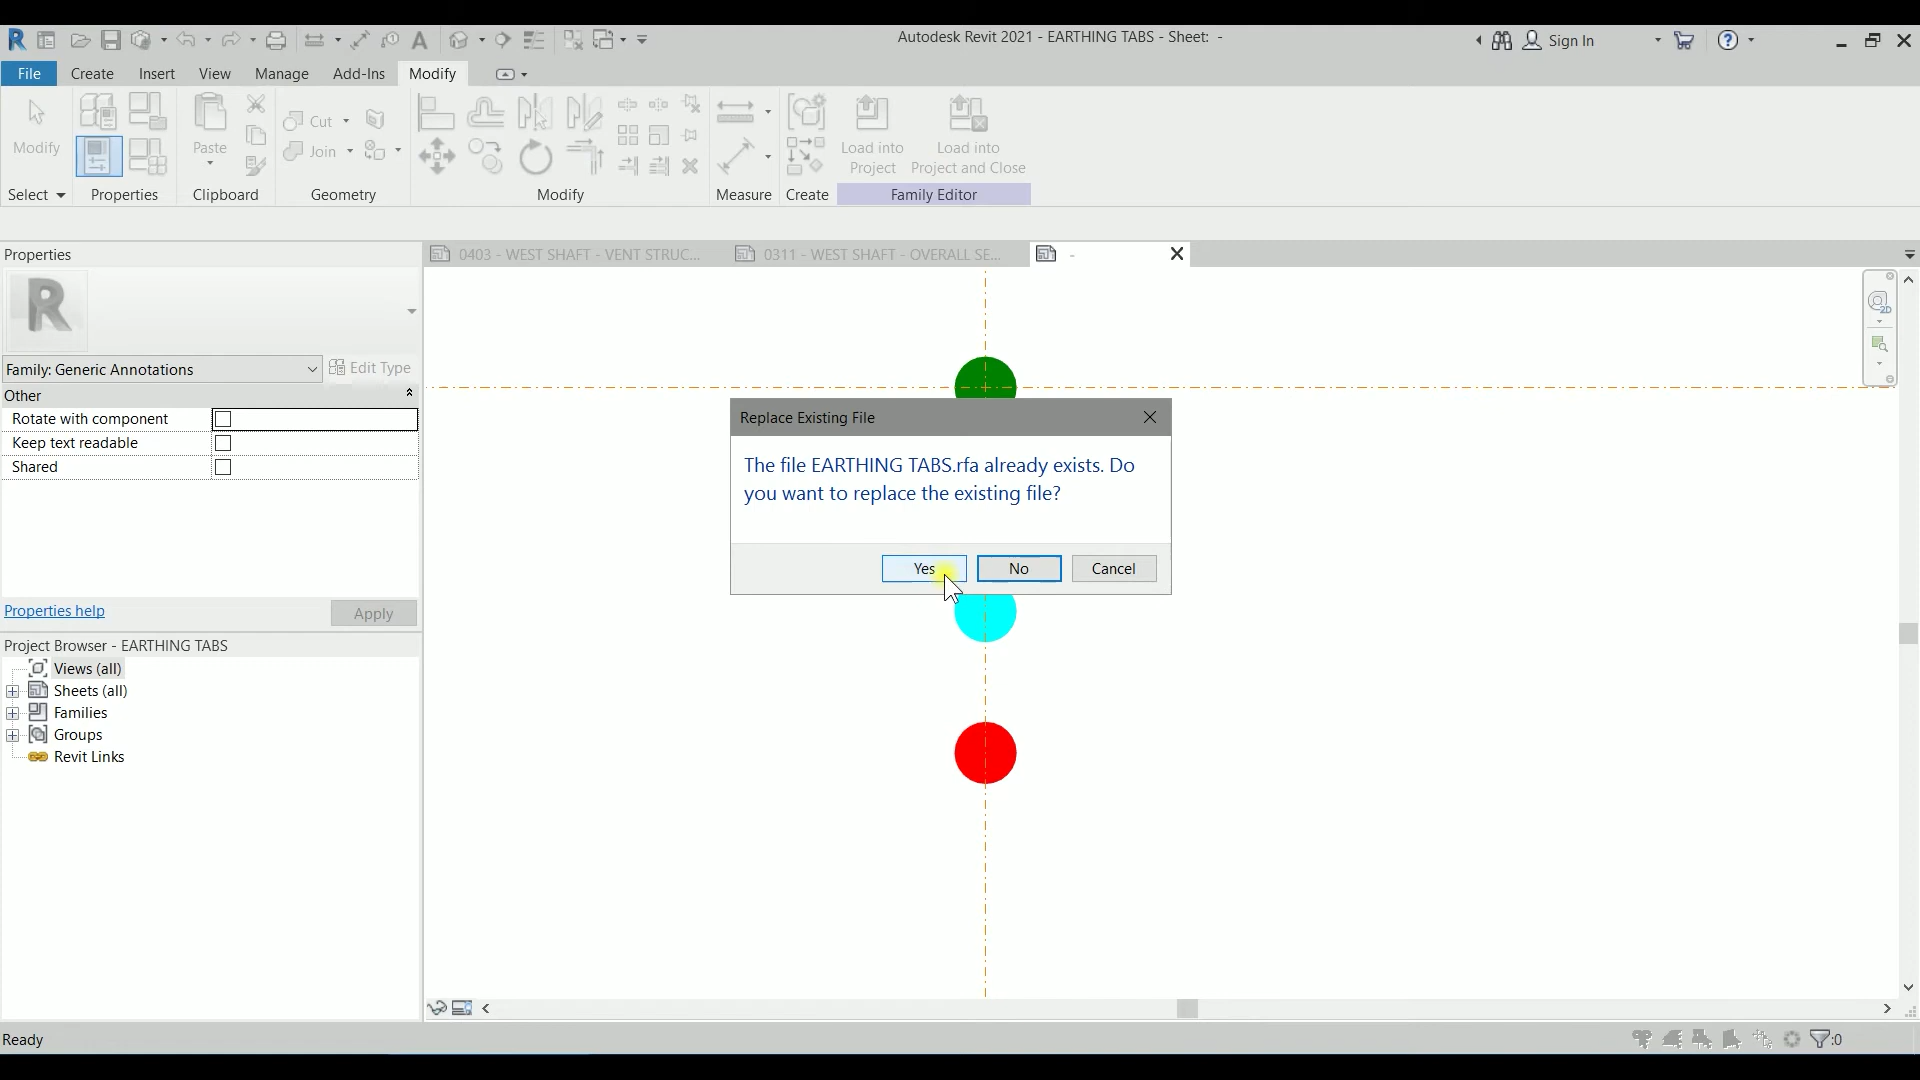 Autodesk Revit 2021 - EARTHING TABS - Sheet: -
Sign In
File Create Insert View Manage Add-Ins Modify
Modify
Paste
Cut
Join
Load into Project
Load into Project and Close
Select Properties Clipboard Geometry Modify Measure Create Family Editor
Properties
0403 - WEST SHAFT - VENT STRUC...
0311 - WEST SHAFT - OVERALL SE...
-
R
2D
Family: Generic Annotations
Edit Type
Other
Rotate with component
Keep text readable
Shared
Replace Existing File
The file EARTHING TABS.rfa already exists. Do
you want to replace the existing file?
Yes No Cancel
Properties help
Apply
Project Browser - EARTHING TABS
Views (all)
Sheets (all)
Families
Groups
Revit Links
Ready
:0